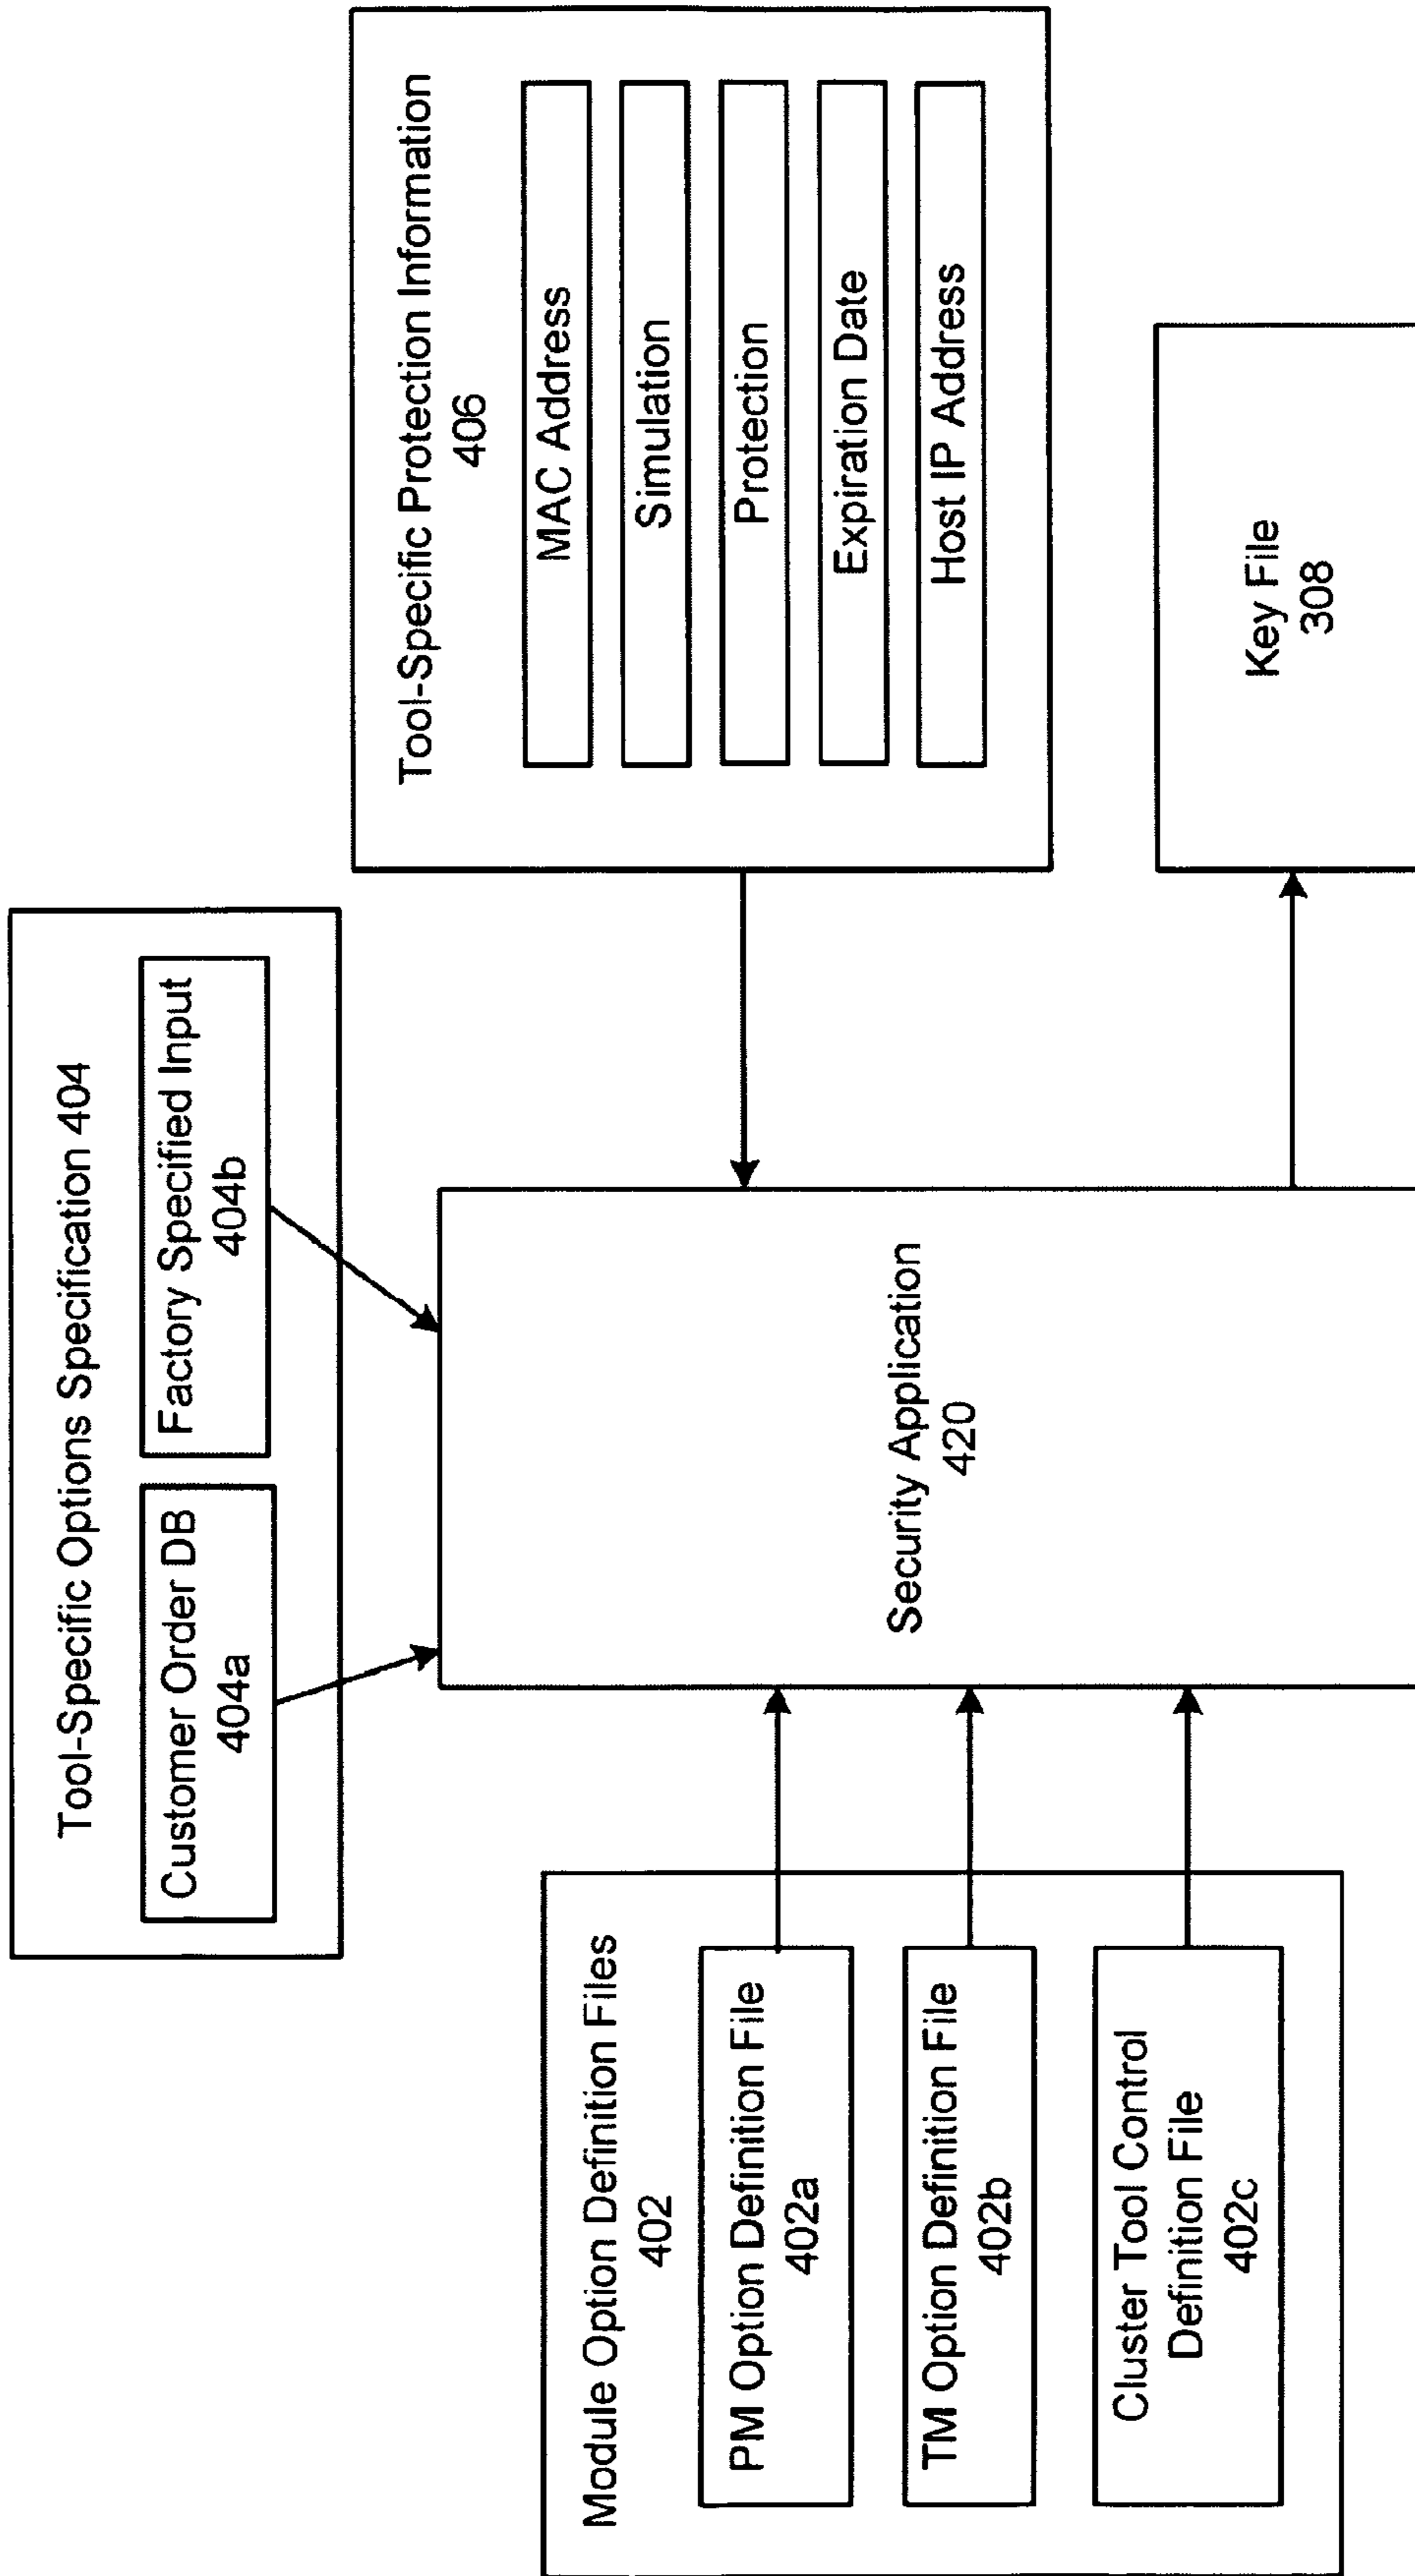 Tool-Specific Options Specification 404
Customer Order DB
404a
Factory Specified Input
404b
Module Option Definition Files
402
PM Option Definition File
402a
TM Option Definition File
402b
Cluster Tool Control
Definition File
402c
Security Application
420
Tool-Specific Protection Information
406
MAC Address
Simulation
Protection
Expiration Date
Host IP Address
Key File
308